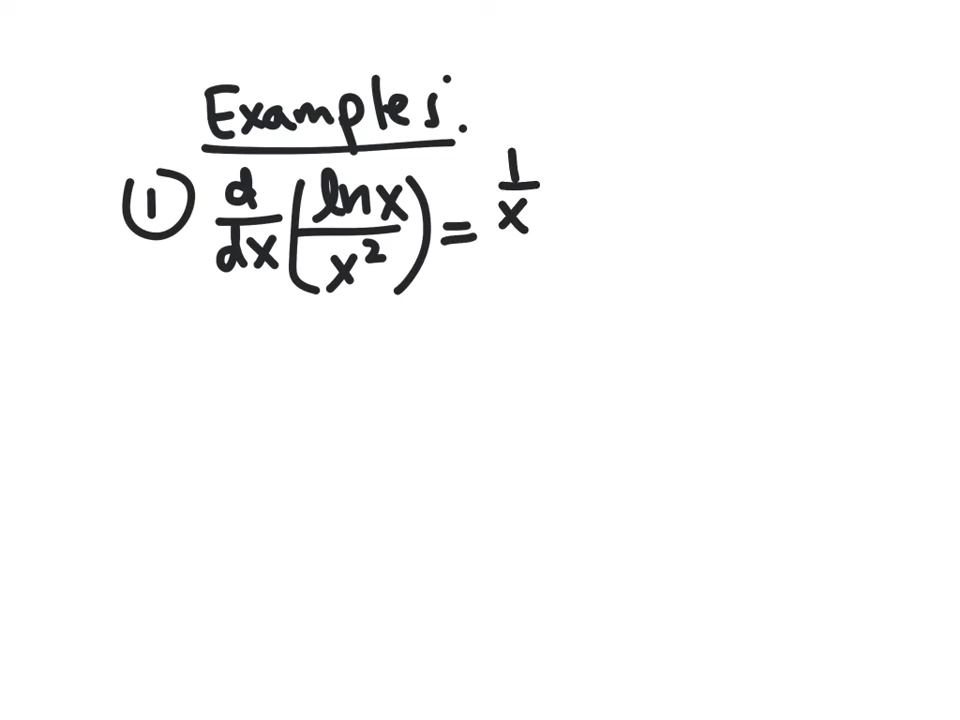 Examples:
① d/dx (ln x / x²) = 1/x